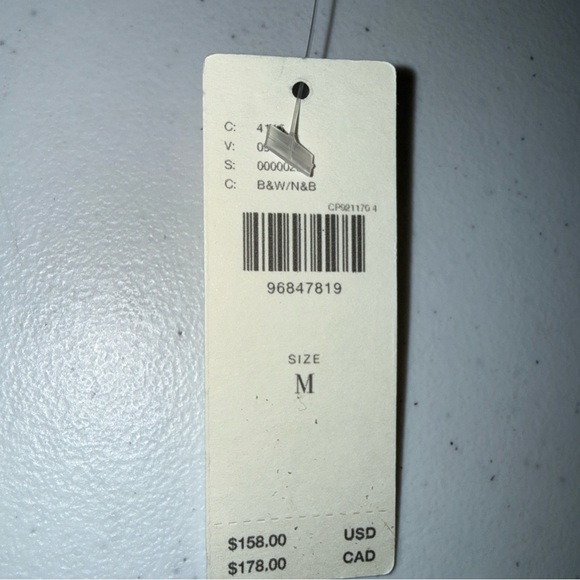 C:
V:
S:
C: B&W/N&B
CP921170 4
96847819
SIZE
M
$158.00 USD
$178.00 CAD